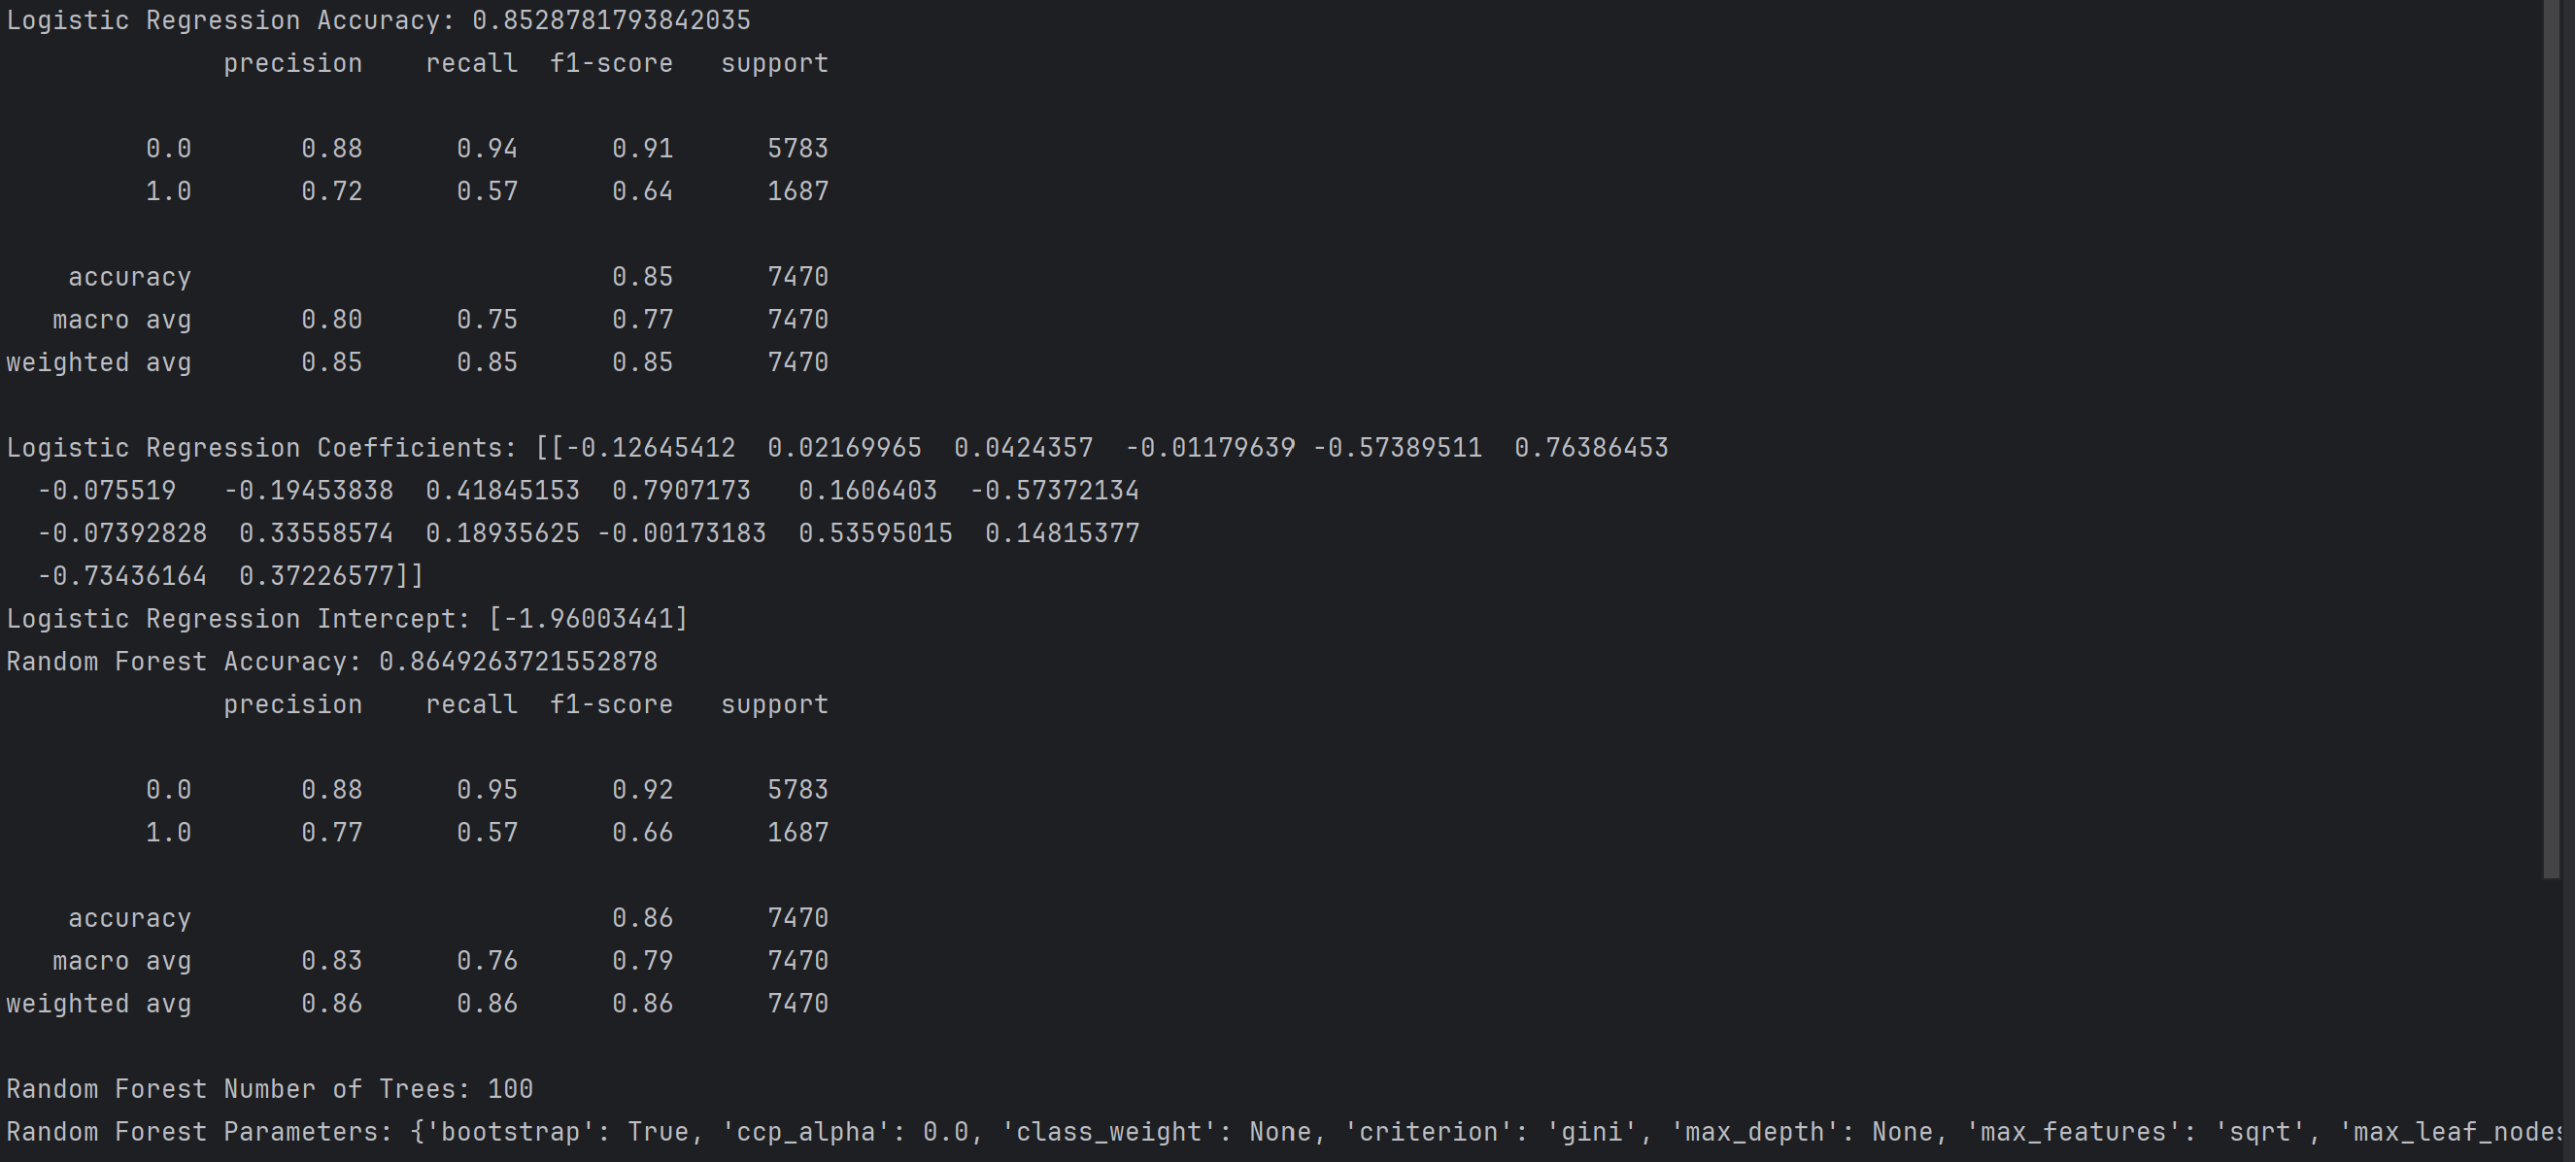 Logistic Regression Accuracy: 0.8528781793842035
              precision    recall  f1-score   support

         0.0       0.88      0.94      0.91      5783
         1.0       0.72      0.57      0.64      1687

    accuracy                           0.85      7470
   macro avg       0.80      0.75      0.77      7470
weighted avg       0.85      0.85      0.85      7470

Logistic Regression Coefficients: [[-0.12645412  0.02169965  0.0424357  -0.01179639 -0.57389511  0.76386453
  -0.075519   -0.19453838  0.41845153  0.7907173   0.1606403  -0.57372134
  -0.07392828  0.33558574  0.18935625 -0.00173183  0.53595015  0.14815377
  -0.73436164  0.37226577]]
Logistic Regression Intercept: [-1.96003441]
Random Forest Accuracy: 0.8649263721552878
              precision    recall  f1-score   support

         0.0       0.88      0.95      0.92      5783
         1.0       0.77      0.57      0.66      1687

    accuracy                           0.86      7470
   macro avg       0.83      0.76      0.79      7470
weighted avg       0.86      0.86      0.86      7470

Random Forest Number of Trees: 100
Random Forest Parameters: {'bootstrap': True, 'ccp_alpha': 0.0, 'class_weight': None, 'criterion': 'gini', 'max_depth': None, 'max_features': 'sqrt', 'max_leaf_nodes